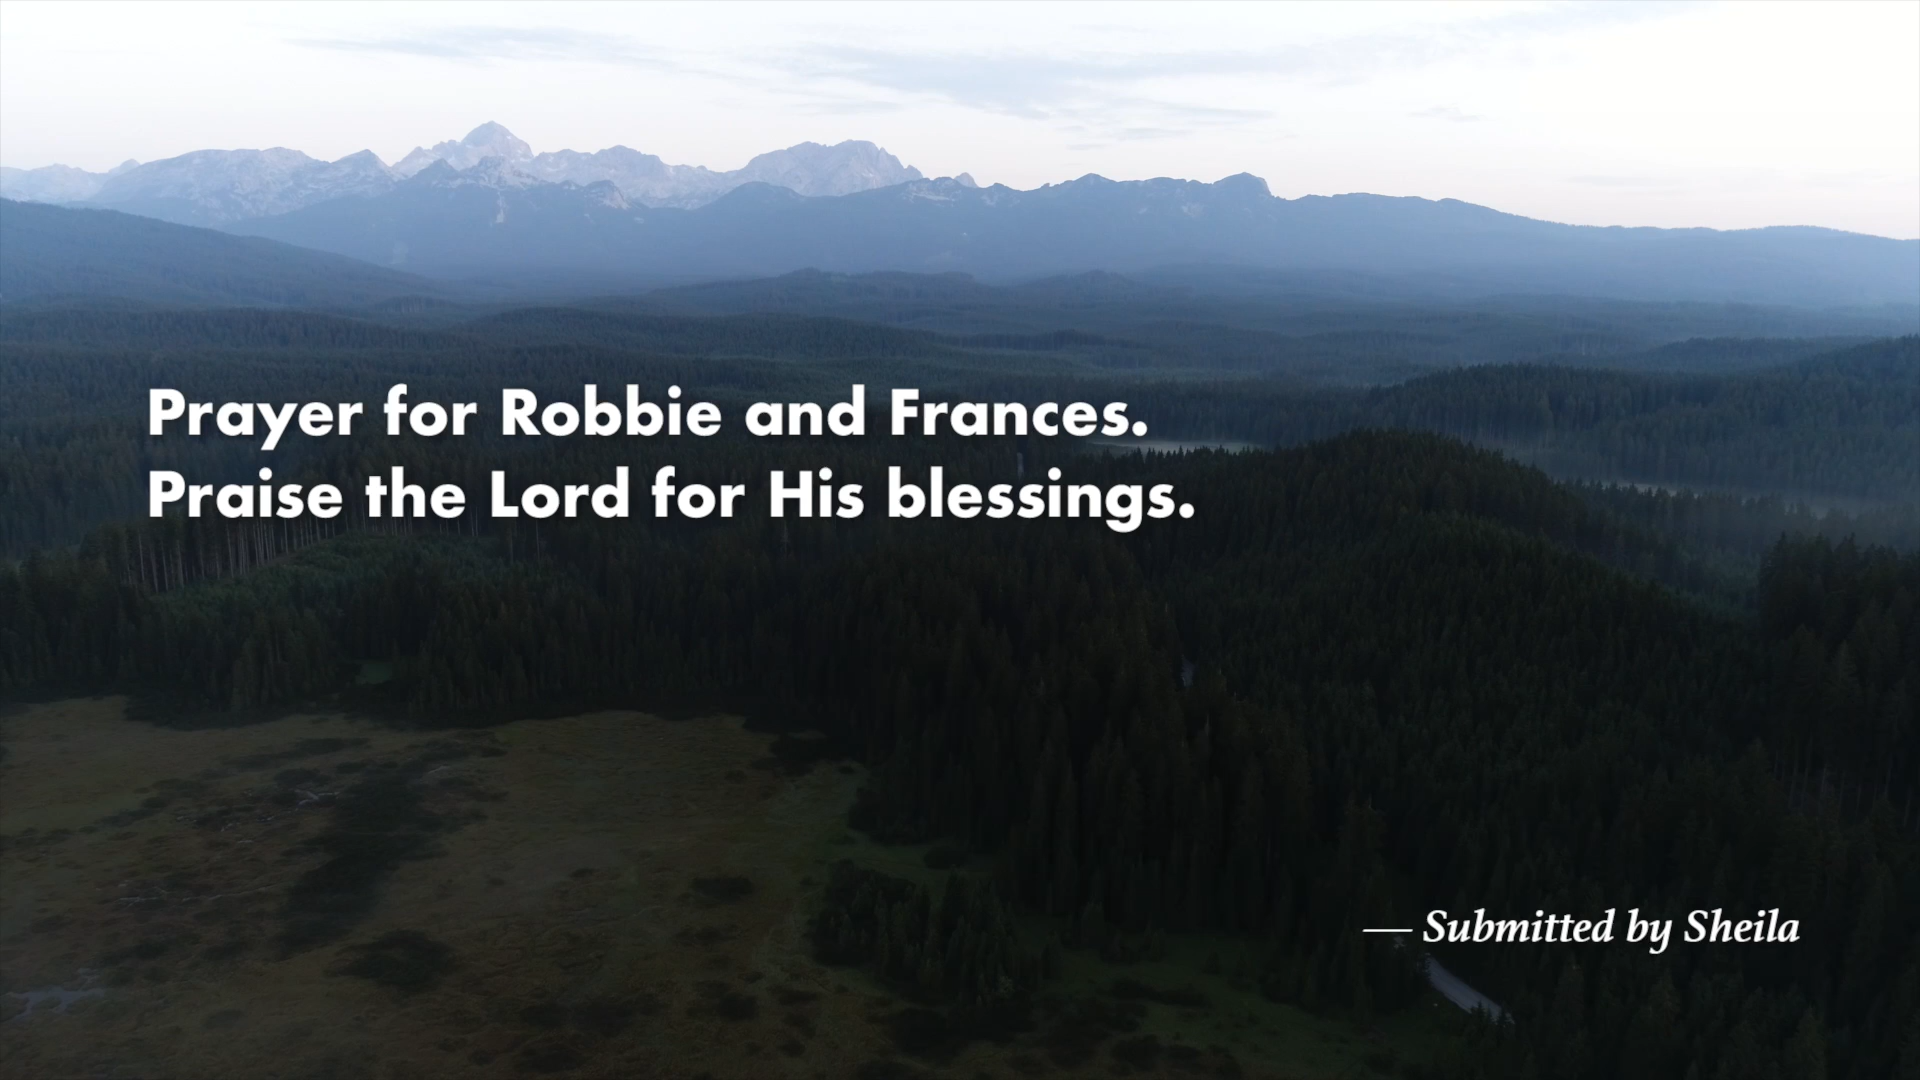 Prayer for Robbie and Frances.
Praise the Lord for His blessings.
— Submitted by Sheila